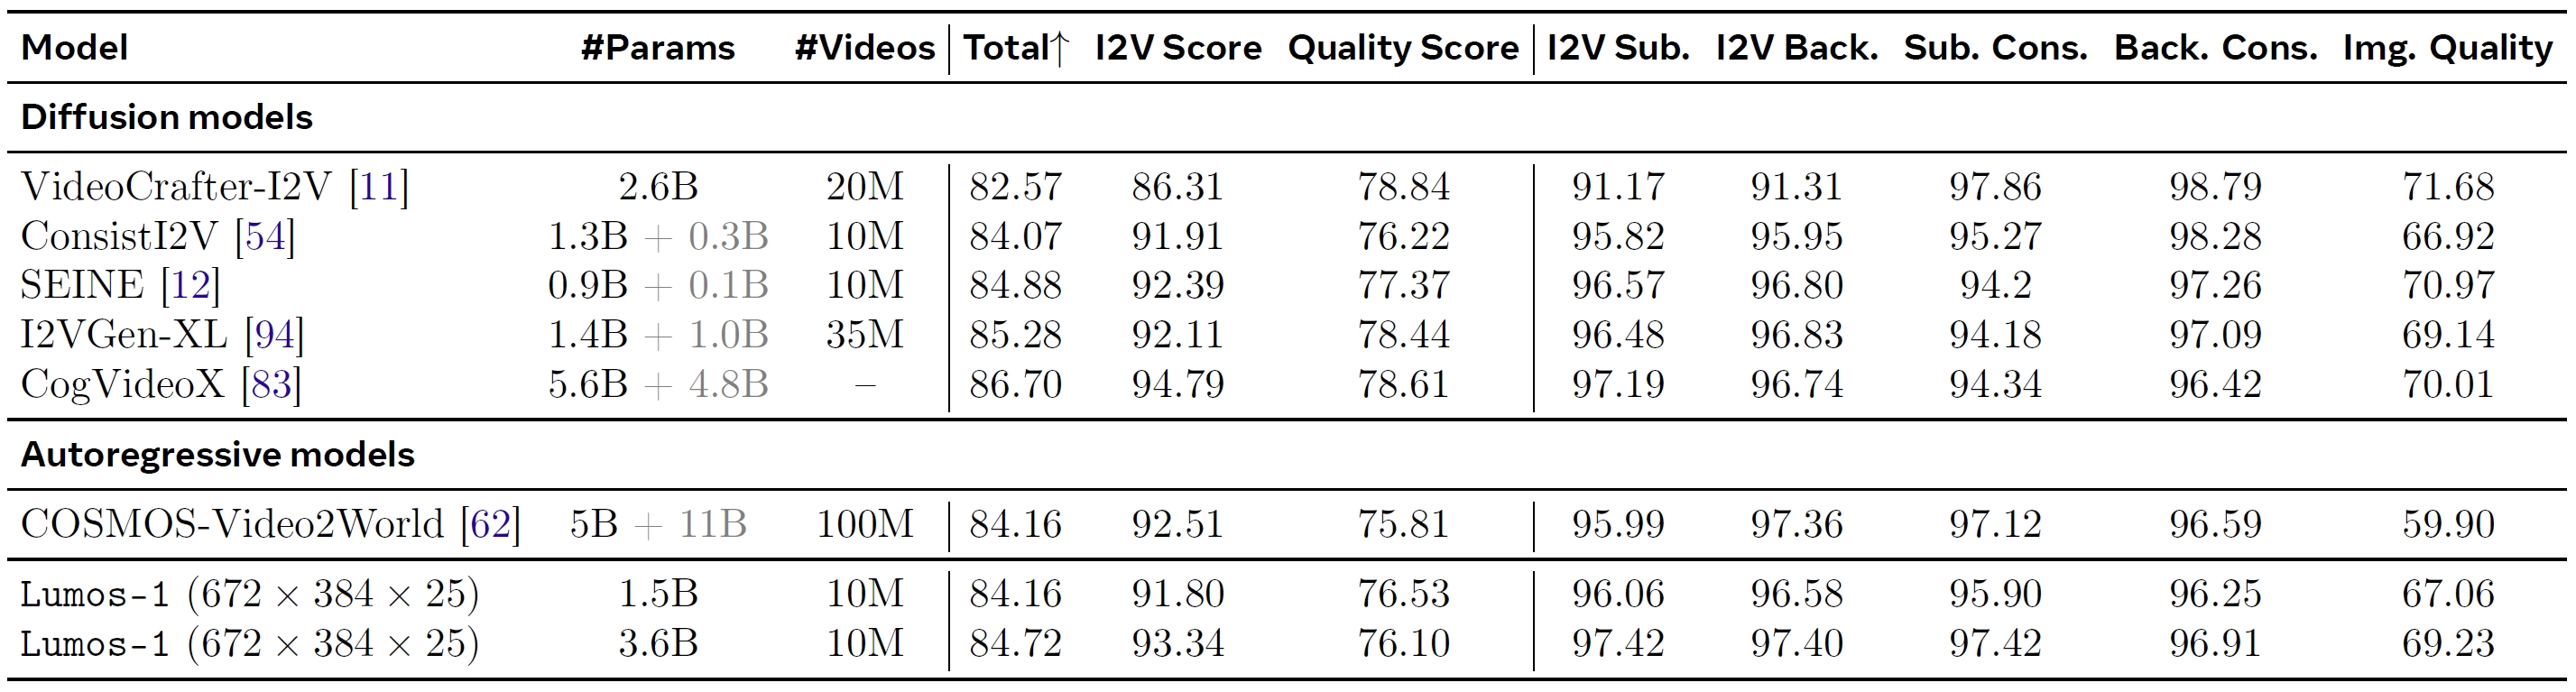 Model #Params #Videos Total↑ I2V Score Quality Score I2V Sub. I2V Back. Sub. Cons. Back. Cons. Img. Quality
Diffusion models
VideoCrafter-I2V [11] 2.6B 20M 82.57 86.31 78.84 91.17 91.31 97.86 98.79 71.68
ConsistI2V [54] 1.3B + 0.3B 10M 84.07 91.91 76.22 95.82 95.95 95.27 98.28 66.92
SEINE [12] 0.9B + 0.1B 10M 84.88 92.39 77.37 96.57 96.80 94.2 97.26 70.97
I2VGen-XL [94] 1.4B + 1.0B 35M 85.28 92.11 78.44 96.48 96.83 94.18 97.09 69.14
CogVideoX [83] 5.6B + 4.8B – 86.70 94.79 78.61 97.19 96.74 94.34 96.42 70.01
Autoregressive models
COSMOS-Video2World [62] 5B + 11B 100M 84.16 92.51 75.81 95.99 97.36 97.12 96.59 59.90
Lumos-1 (672 × 384 × 25) 1.5B 10M 84.16 91.80 76.53 96.06 96.58 95.90 96.25 67.06
Lumos-1 (672 × 384 × 25) 3.6B 10M 84.72 93.34 76.10 97.42 97.40 97.42 96.91 69.23